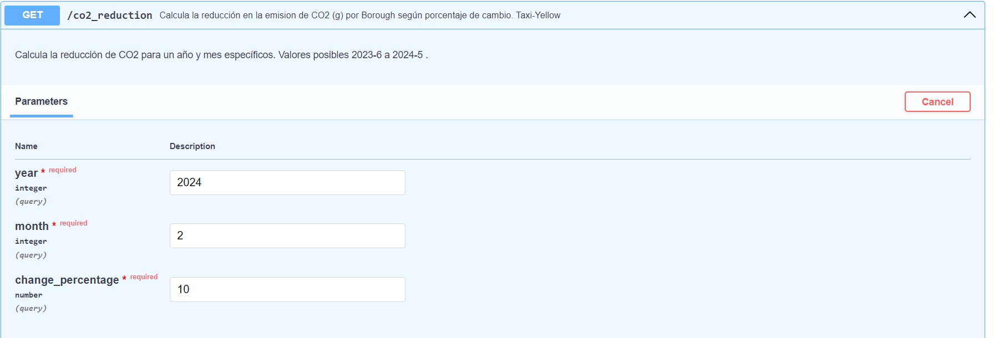 GET /co2_reduction Calcula la reducción en la emision de CO2 (g) por Borough según porcentaje de cambio. Taxi-Yellow
Calcula la reducción de CO2 para un año y mes específicos. Valores posibles 2023-6 a 2024-5 .
Parameters Cancel
Name Description
year * required
integer
(query)
2024
month * required
integer
(query)
2
change_percentage * required
number
(query)
10